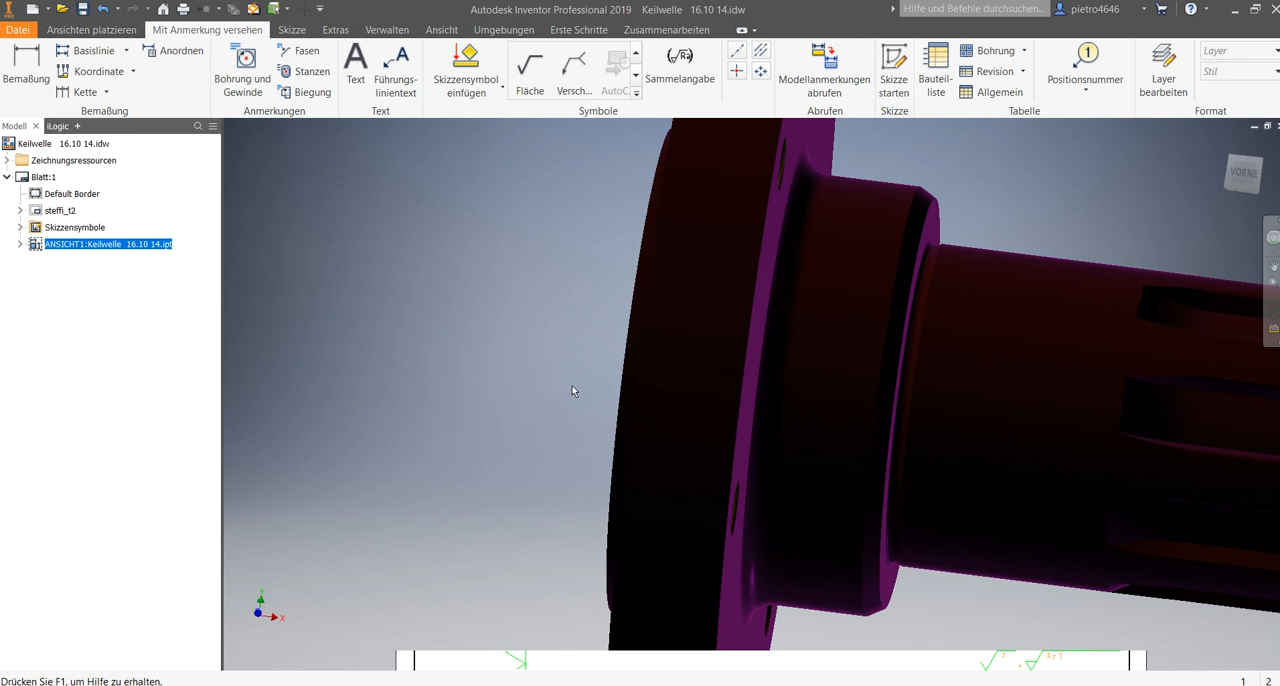 Autodesk Inventor Professional 2019 Keilwelle 16.10 14.idw
Hilfe und Befehle durchsuchen...
pietro4646
PRO
Datei Ansichten platzieren Mit Anmerkung versehen Skizze Extras Verwalten Ansicht Umgebungen Erste Schritte Zusammenarbeiten
Bemaßung
Basislinie
Koordinate
Kette
Anordnen
Bemaßung
Bohrung und
Gewinde
Fasen
Stanzen
Biegung
Anmerkungen
Text
Führungs-
linientext
Text
Skizzensymbol
einfügen
Fläche
Versch...
AutoC
Sammelangabe
Symbole
Modellanmerkungen
abrufen
Abrufen
Skizze
starten
Skizze
Bauteil-
liste
Bohrung
Revision
Allgemein
Tabelle
1
Positionsnummer
Layer
bearbeiten
Layer
Stil
Format
Modell iLogic
Keilwelle 16.10 14.idw
Zeichnungsressourcen
Blatt:1
Default Border
steffi_t2
Skizzensymbole
ANSICHT1:Keilwelle 16.10 14.ipt
VORNE
X
Rz 1
Drücken Sie F1, um Hilfe zu erhalten.
1 2